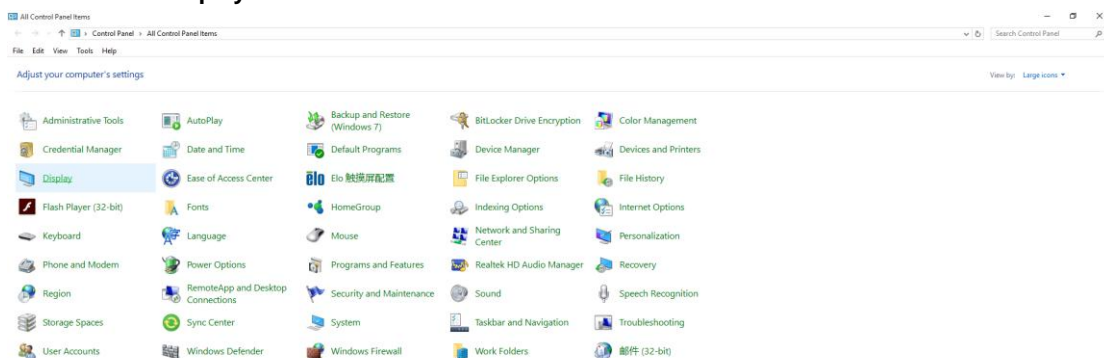 All Control Panel Items
Control Panel > All Control Panel Items
Search Control Panel
File Edit View Tools Help
Adjust your computer's settings
View by: Large icons
Administrative Tools
AutoPlay
Backup and Restore
(Windows 7)
BitLocker Drive Encryption
Color Management
Credential Manager
Date and Time
Default Programs
Device Manager
Devices and Printers
Display
Ease of Access Center
elo Elo 触摸屏配置
File Explorer Options
File History
Flash Player (32-bit)
Fonts
HomeGroup
Indexing Options
Internet Options
Keyboard
Language
Mouse
Network and Sharing
Center
Personalization
Phone and Modem
Power Options
Programs and Features
Realtek HD Audio Manager
Recovery
Region
RemoteApp and Desktop
Connections
Security and Maintenance
Sound
Speech Recognition
Storage Spaces
Sync Center
System
Taskbar and Navigation
Troubleshooting
User Accounts
Windows Defender
Windows Firewall
Work Folders
邮件 (32-bit)